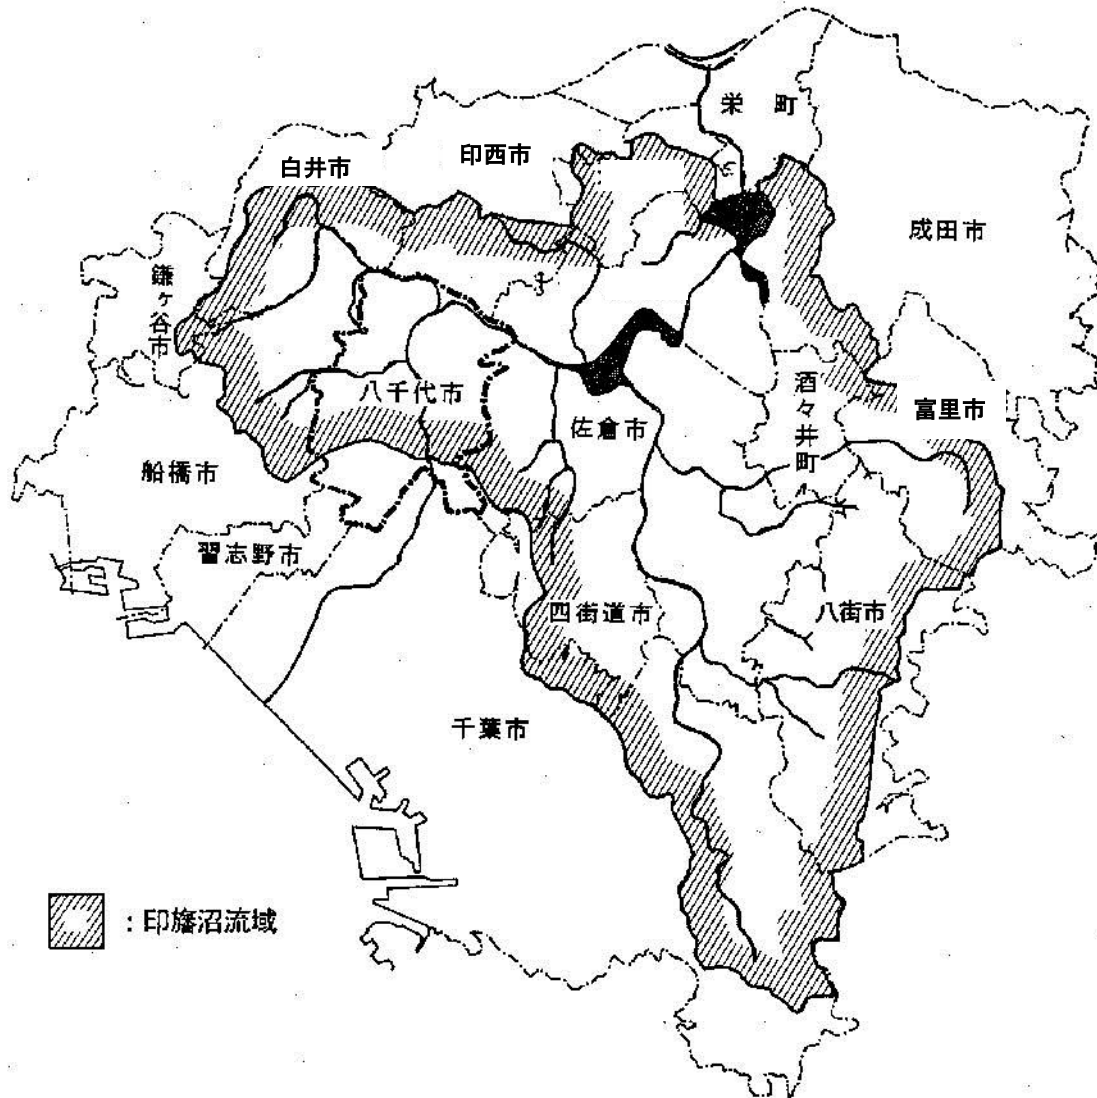 栄町
印西市
白井市
成田市
鎌ヶ谷市
八千代市
酒々井町
富里市
佐倉市
船橋市
習志野市
四街道市
八街市
千葉市
：印旛沼流域